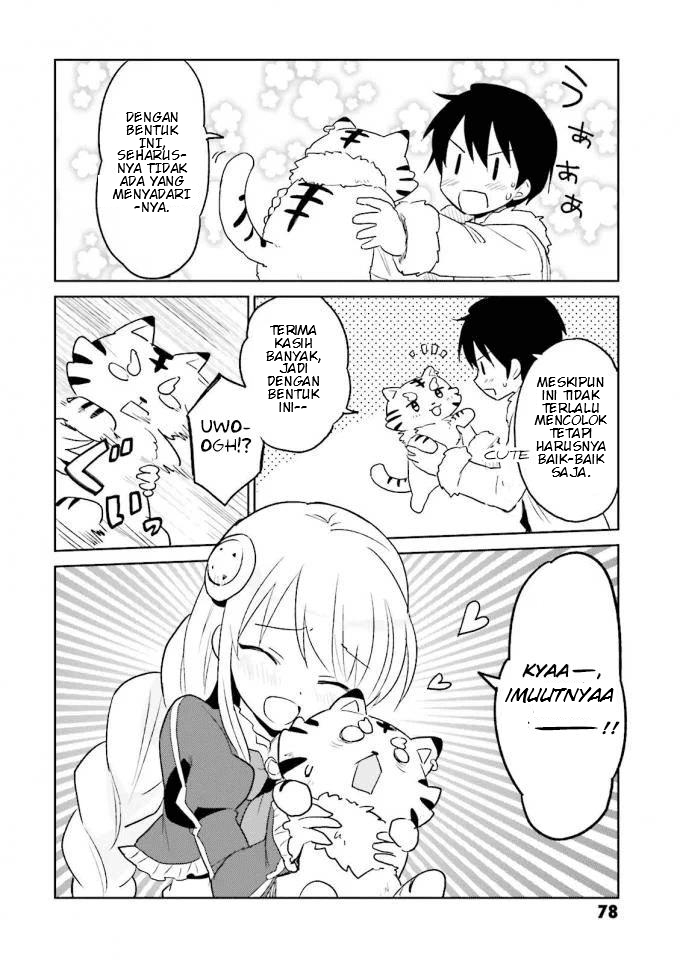 うぁぁぁ
DENGAN
BENTUK
INI,
SEHARUS-
NYA TIDAK
ADA YANG
MENYADARI
-NYA.
MESKIPUN
INI TIDAK
TERLALU
MENCOLOK
TETAPI
HARUSNYA
BAIK-BAIK
SAJA.
CUTE
TERIMA
KASIH
BANYAK,
JADI
DENGAN
BENTUK
INI--
UWO-
OGH!?
KYAA—,
IMUUTNYAA
———!!
78